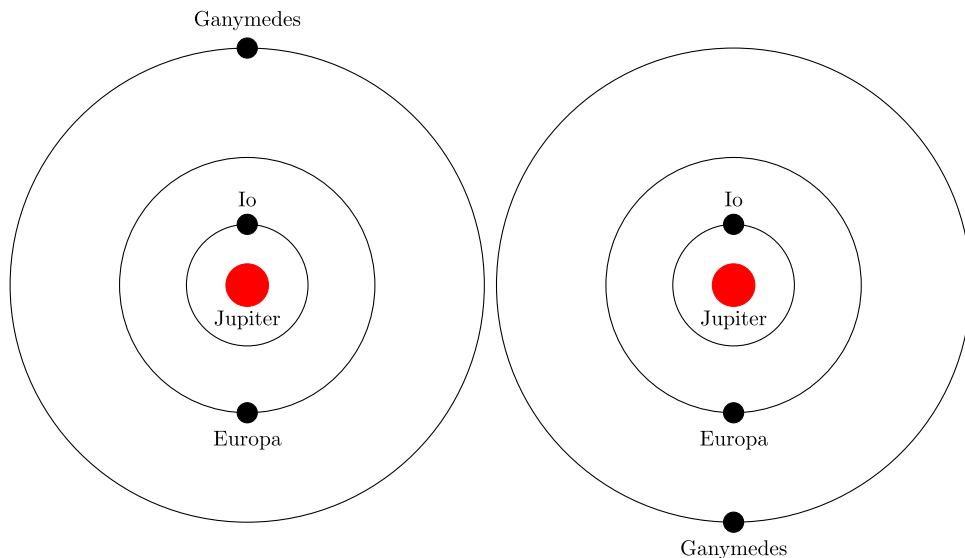 Ganymedes
Io
Jupiter
Europa
Io
Jupiter
Europa
Ganymedes